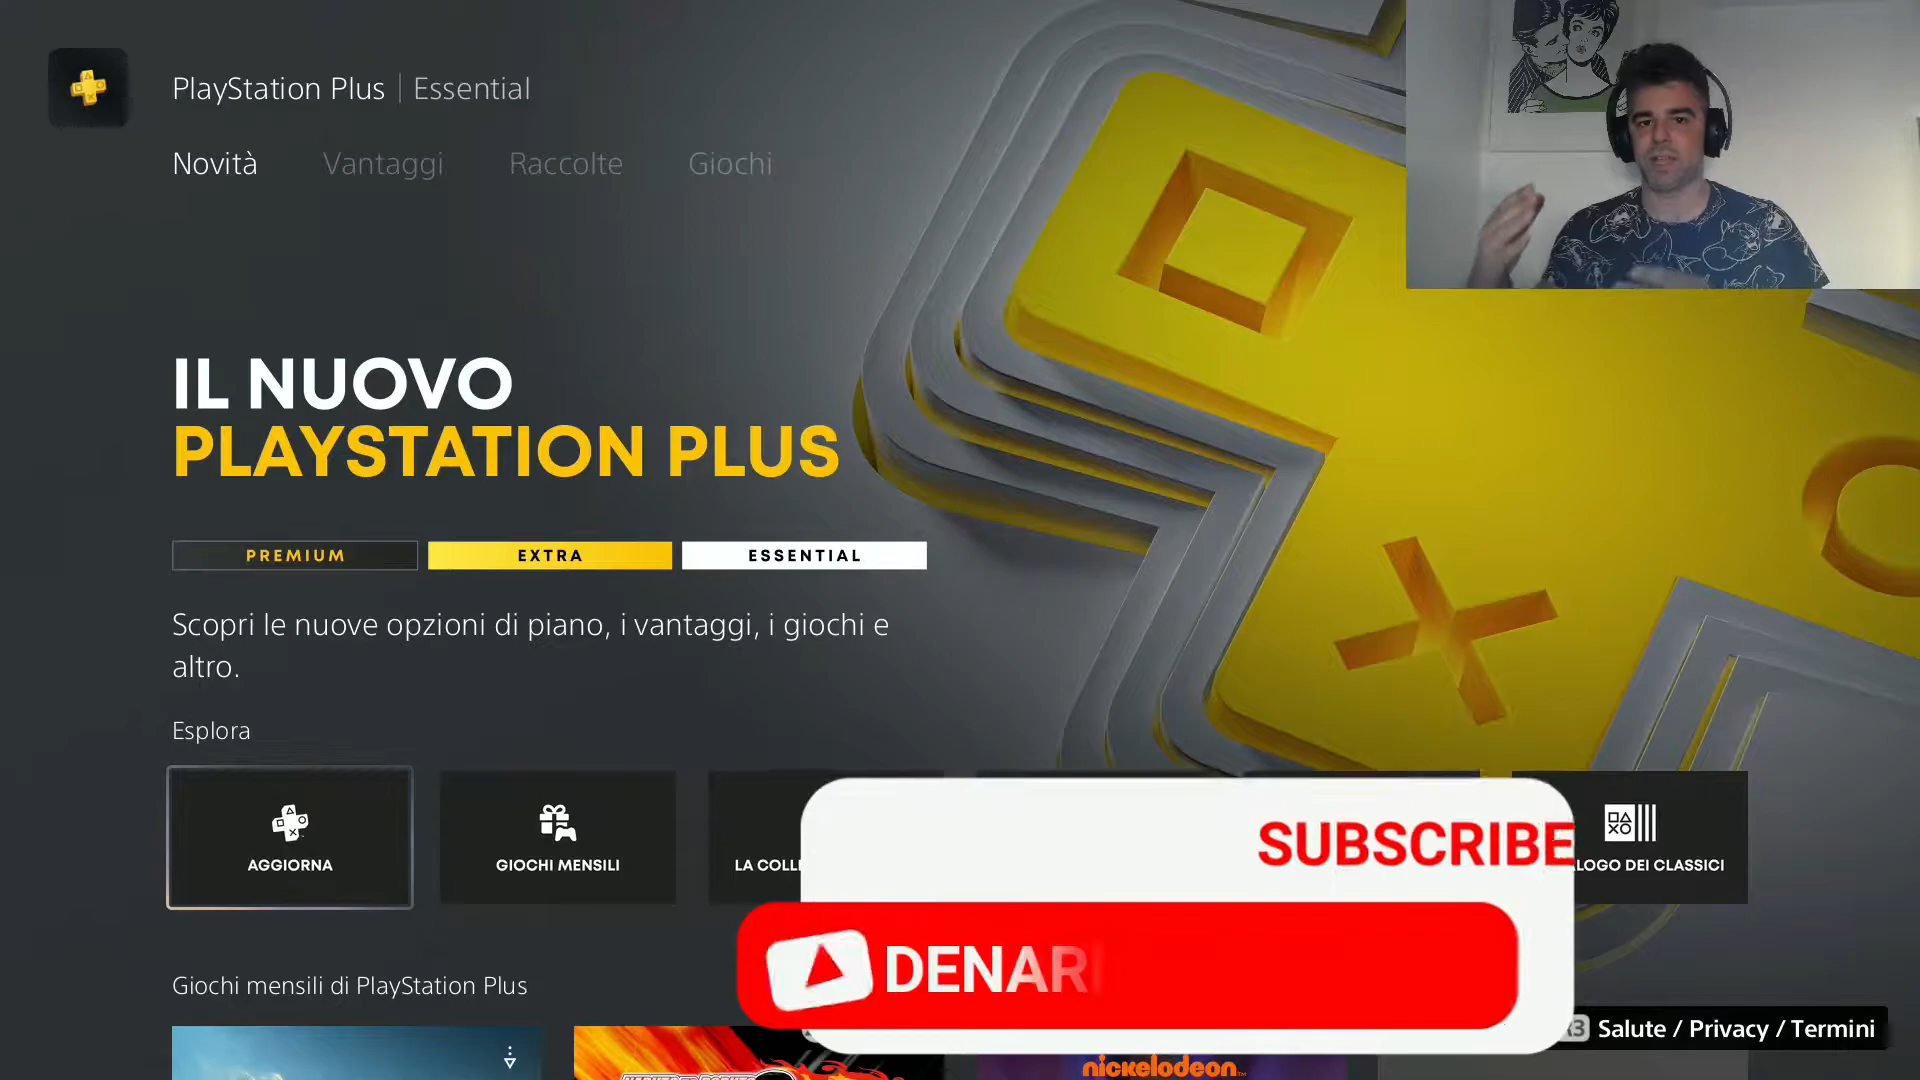 PlayStation Plus | Essential
Novità Vantaggi Raccolte Giochi
IL NUOVO
PLAYSTATION PLUS
PREMIUM EXTRA ESSENTIAL
Scopri le nuove opzioni di piano, i vantaggi, i giochi e
altro.
Esplora
AGGIORNA
GIOCHI MENSILI
LA COLL
LOGO DEI CLASSICI
SUBSCRIBE
DENAR
Giochi mensili di PlayStation Plus
R3 Salute / Privacy / Termini
nickelodeon